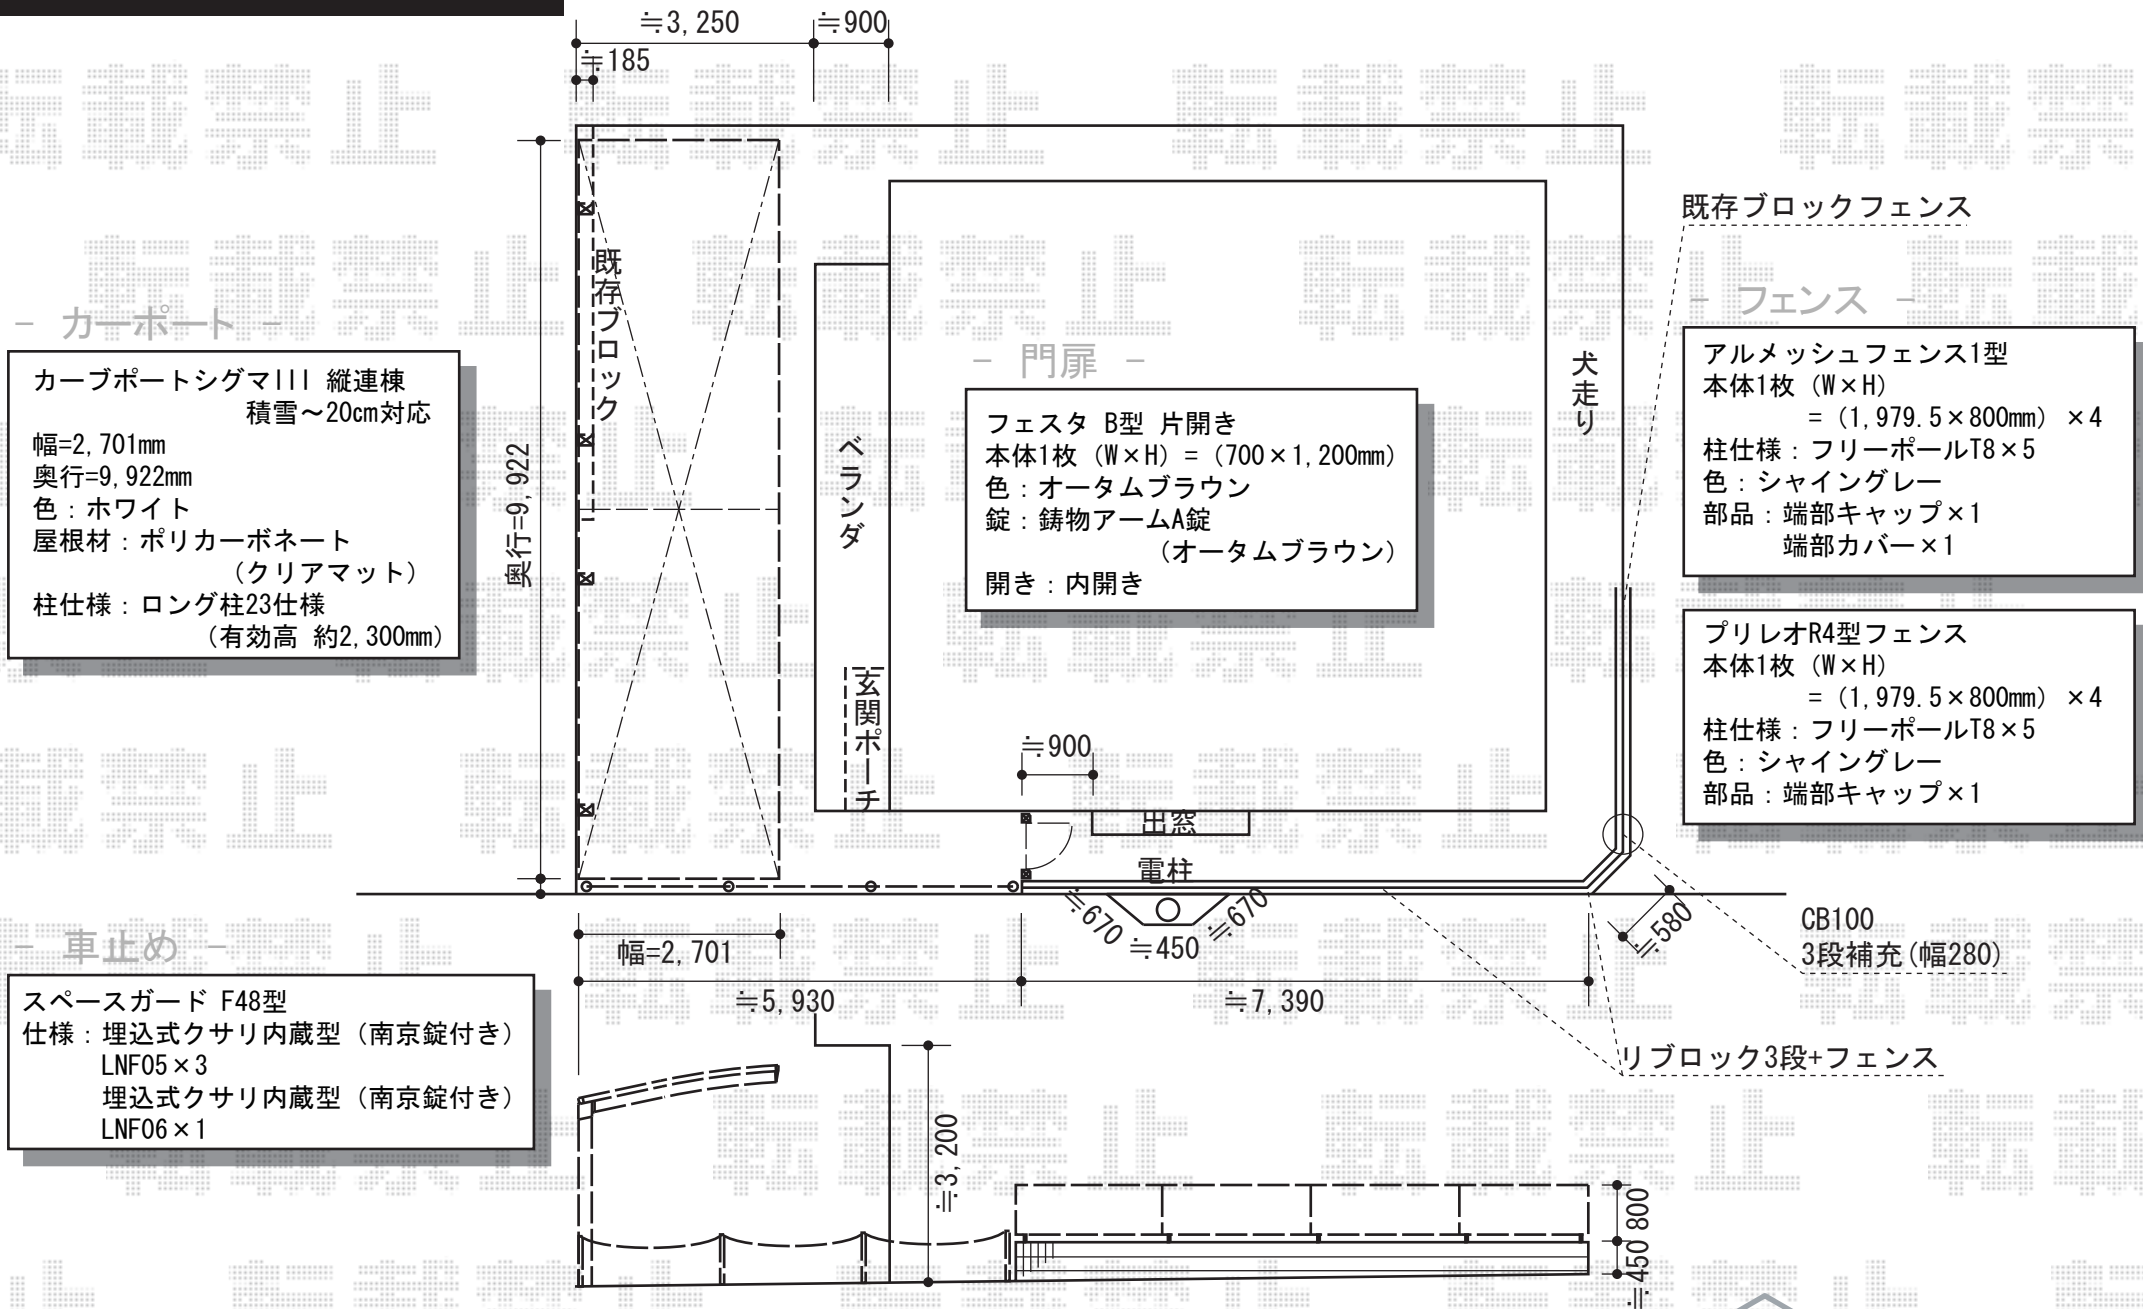 ≒3,250
≒900
≒185
既存ブロックフェンス
- カーポート -
カーブポートシグマIII 縦連棟
積雪～20cm対応
幅=2,701mm
奥行=9,922mm
色：ホワイト
屋根材：ポリカーボネート
（クリアマット）
柱仕様：ロング柱23仕様
（有効高 約2,300mm）
奥行=9,922
既存ブロック
ベランダ
玄関ポーチ
- 門扉 -
フェスタ B型 片開き
本体1枚（W×H）=（700×1,200mm）
色：オータムブラウン
錠：鋳物アームA錠
（オータムブラウン）
開き：内開き
犬走り
- フェンス -
アルメッシュフェンス1型
本体1枚（W×H）
=（1,979.5×800mm）×4
柱仕様：フリーポールT8×5
色：シャイングレー
部品：端部キャップ×1
端部カバー×1
プリレオR4型フェンス
本体1枚（W×H）
=（1,979.5×800mm）×4
柱仕様：フリーポールT8×5
色：シャイングレー
部品：端部キャップ×1
≒900
出窓
電柱
≒670
≒450
≒670
≒580
CB100
3段補充(幅280)
幅=2,701
≒5,930
≒7,390
リブロック3段+フェンス
- 車止め -
スペースガード F48型
仕様：埋込式クサリ内蔵型（南京錠付き）
LNF05×3
埋込式クサリ内蔵型（南京錠付き）
LNF06×1
≒3,200
800
≒450
転載禁止